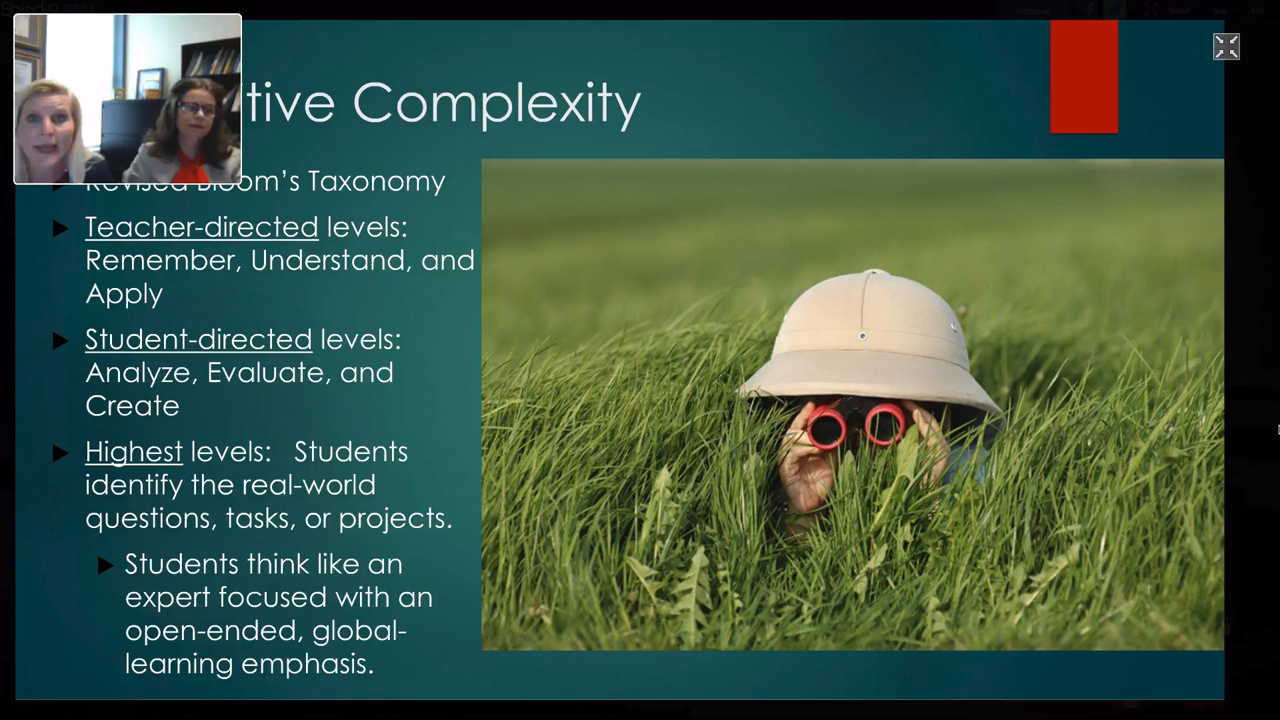 tive Complexity
Revised Bloom's Taxonomy
Teacher-directed levels:
Remember, Understand, and
Apply
Student-directed levels:
Analyze, Evaluate, and
Create
Highest levels: Students
identify the real-world
questions, tasks, or projects.
Students think like an
expert focused with an
open-ended, global-
learning emphasis.